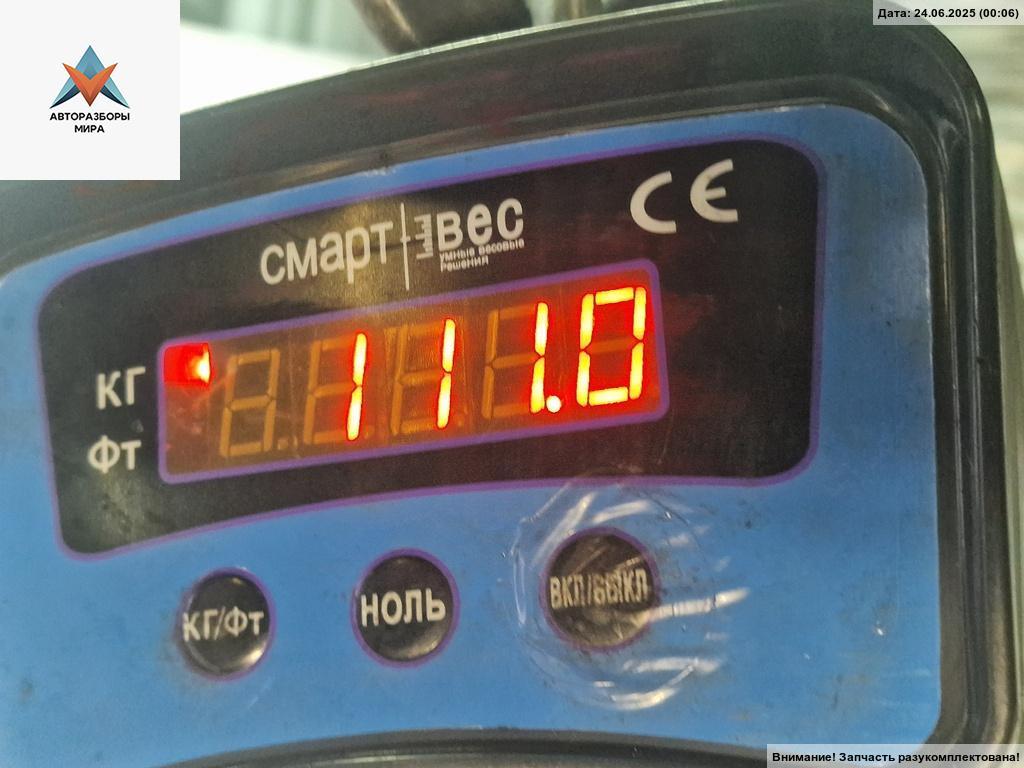 Дата: 24.06.2025 (00:06)
АВТОРАЗБОРЫ
МИРА
смарт вес
умные весовые
решения
CE
111.0
КГ
ФТ
КГ/ФТ
НОЛЬ
ВКЛ/ВЫКЛ
Внимание! Запчасть разукомплектована!